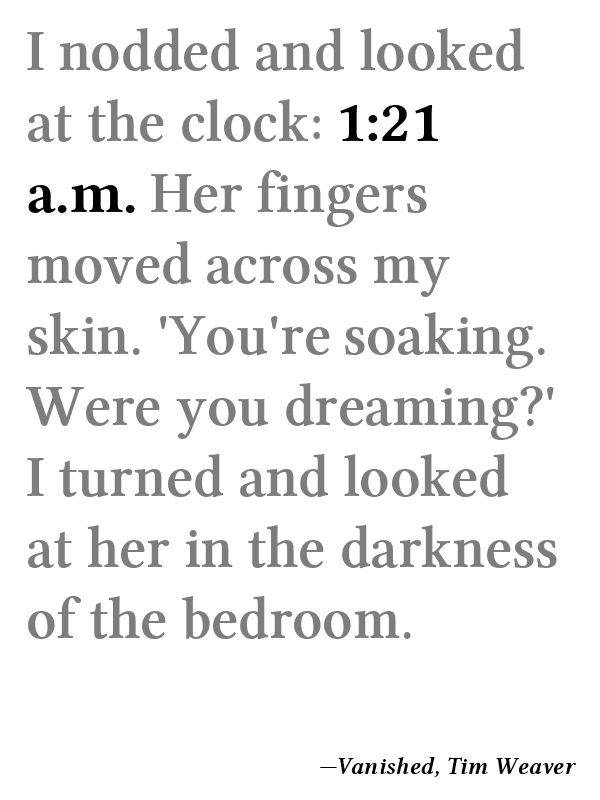 I nodded and looked
at the clock: 1:21
a.m. Her fingers
moved across my
skin. 'You're soaking.
Were you dreaming?'
I turned and looked
at her in the darkness
of the bedroom.
—Vanished, Tim Weaver